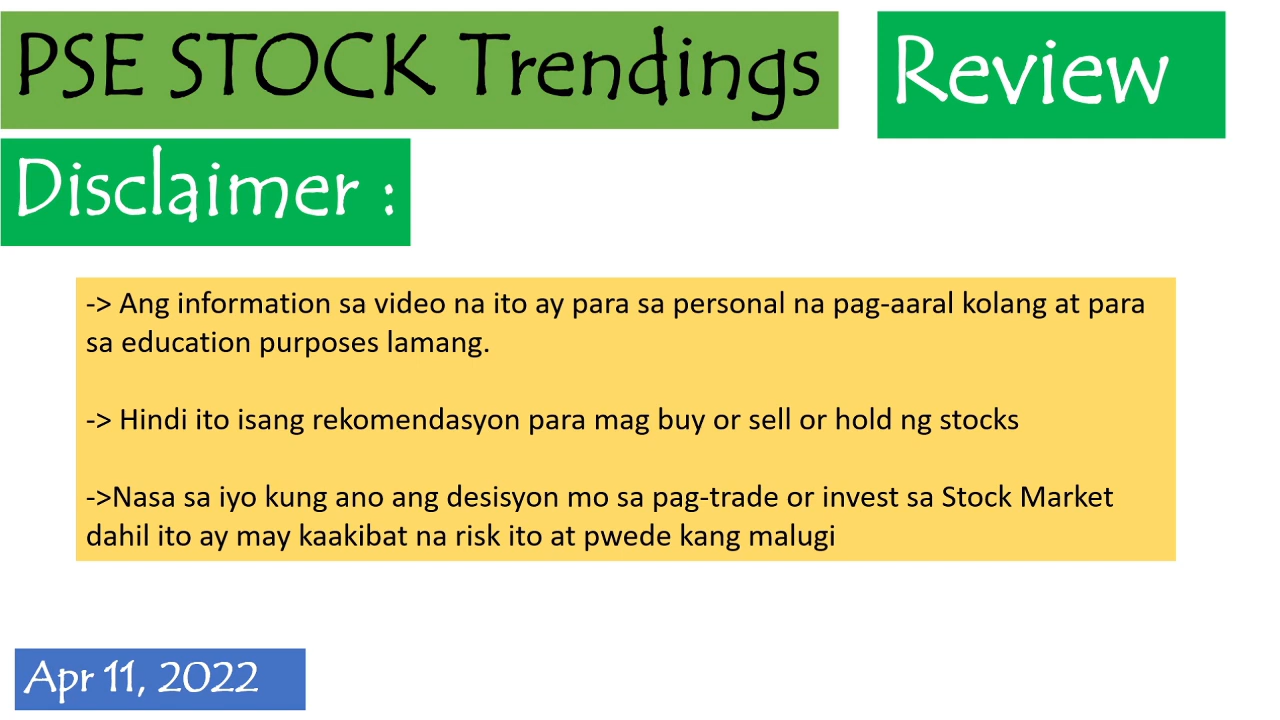 PSE STOCK Trendings
Review
Disclaimer :
-> Ang information sa video na ito ay para sa personal na pag-aaral kolang at para
sa education purposes lamang.
-> Hindi ito isang rekomendasyon para mag buy or sell or hold ng stocks
->Nasa sa iyo kung ano ang desisyon mo sa pag-trade or invest sa Stock Market
dahil ito ay may kaakibat na risk ito at pwede kang malugi
Apr 11, 2022